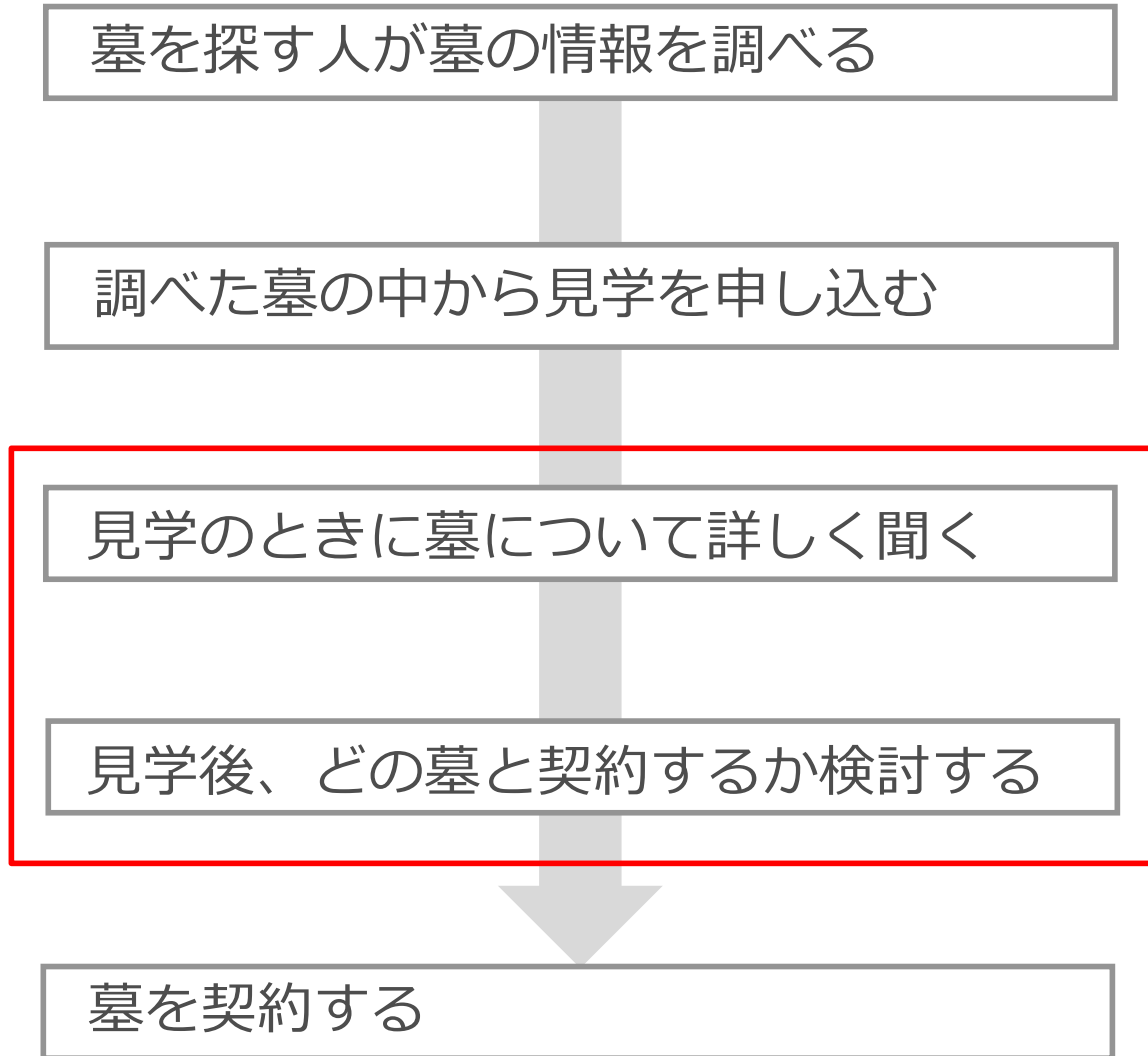 墓を探す人が墓の情報を調べる
調べた墓の中から見学を申し込む
見学のときに墓について詳しく聞く
見学後、どの墓と契約するか検討する
墓を契約する